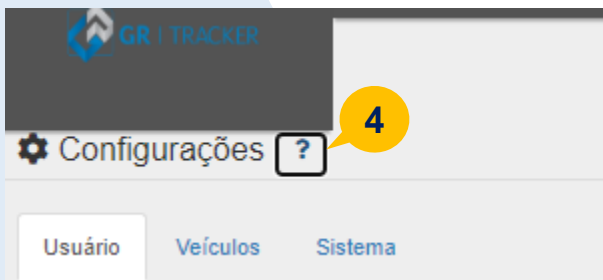 GR | TRACKER
4
Configurações ?
Usuário Veículos Sistema